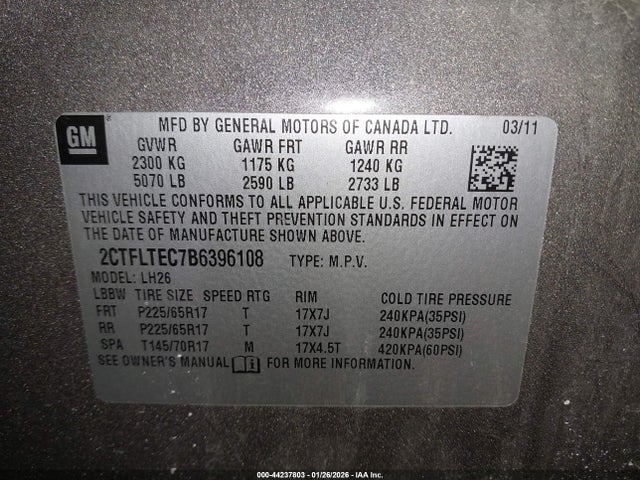 GM
MFD BY GENERAL MOTORS OF CANADA LTD. 03/11
GVWR GAWR FRT GAWR RR
2300 KG 1175 KG 1240 KG
5070 LB 2590 LB 2733 LB
THIS VEHICLE CONFORMS TO ALL APPLICABLE U.S. FEDERAL MOTOR
VEHICLE SAFETY AND THEFT PREVENTION STANDARDS IN EFFECT ON
THE DATE OF MANUFACTURE SHOWN ABOVE.
2CTFLTEC7B6396108 TYPE: M.P.V.
MODEL: LH26
LBBW TIRE SIZE SPEED RTG RIM COLD TIRE PRESSURE
FRT P225/65R17 T 17X7J 240KPA(35PSI)
RR P225/65R17 T 17X7J 240KPA(35PSI)
SPA T145/70R17 M 17X4.5T 420KPA(60PSI)
SEE OWNER'S MANUAL FOR MORE INFORMATION.
000-44237803 - 01/26/2026 - IAA Inc.